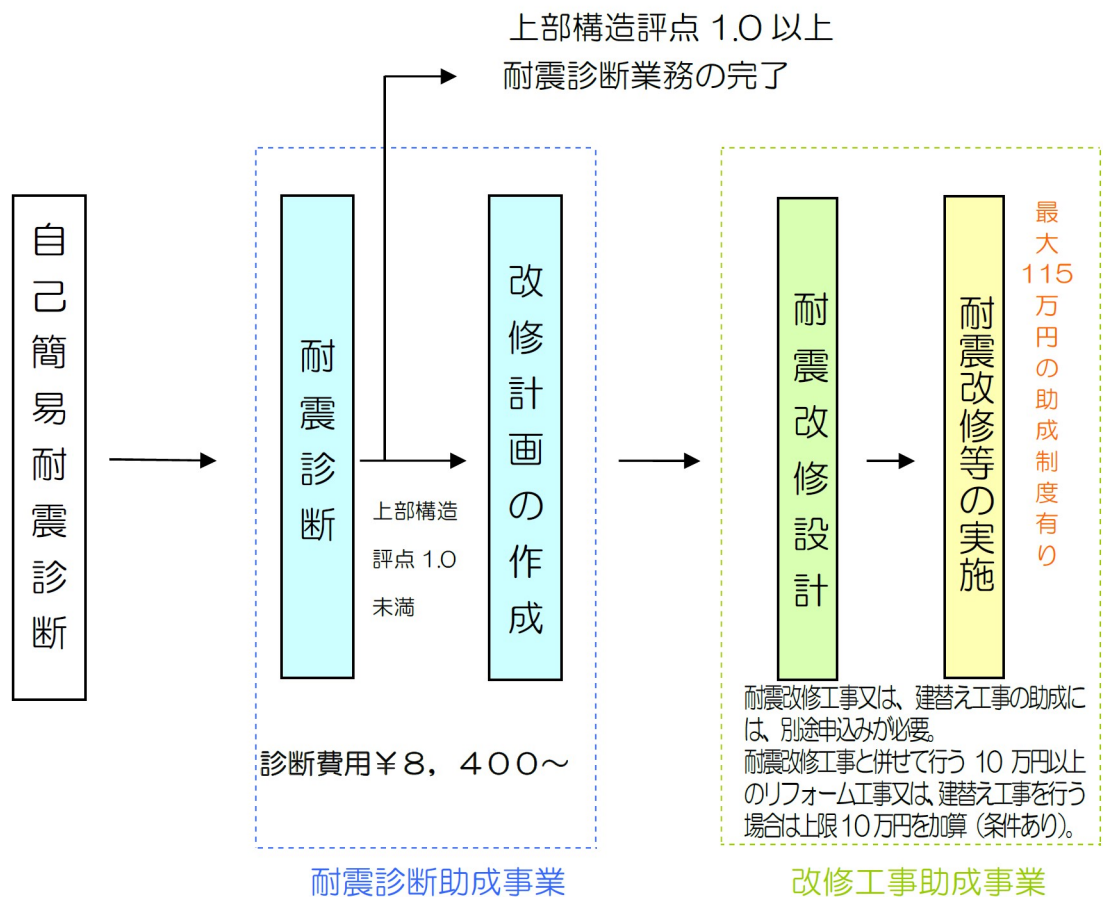 上部構造評点 1.0 以上
耐震診断業務の完了
自己簡易耐震診断
耐震診断
上部構造
評点 1.0
未満
改修計画の作成
診断費用￥8，400～
耐震診断助成事業
耐震改修設計
耐震改修等の実施
最大115万円の助成制度有り
耐震改修工事又は、建替え工事の助成に
は、別途申込みが必要。
耐震改修工事と併せて行う 10 万円以上
のリフォーム工事又は、建替え工事を行う
場合は上限10万円を加算（条件あり）。
改修工事助成事業